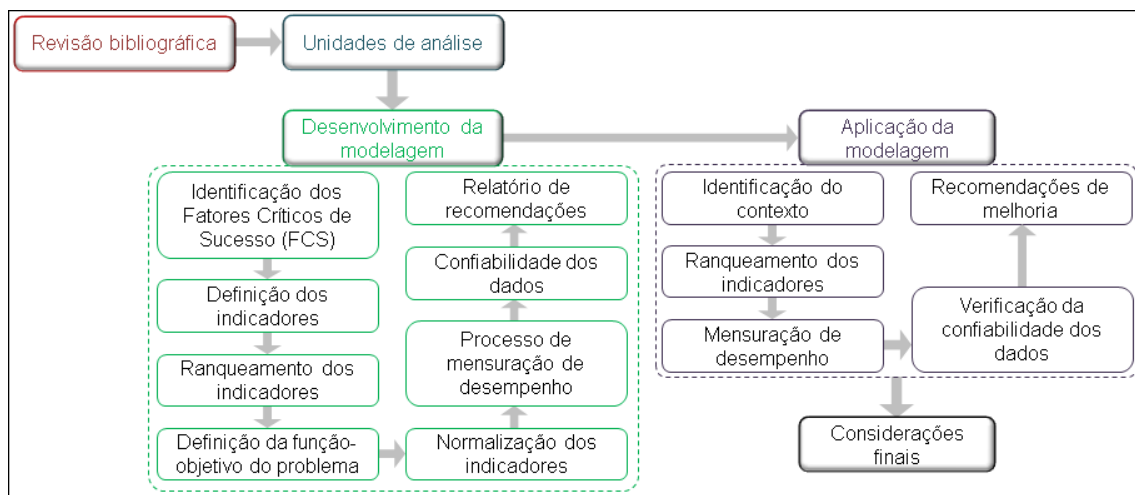 Revisão bibliográfica
Unidades de análise
Desenvolvimento da
modelagem
Aplicação da
modelagem
Identificação dos
Fatores Críticos de
Sucesso (FCS)
Definição dos
indicadores
Ranqueamento dos
indicadores
Definição da função-
objetivo do problema
Normalização dos
indicadores
Processo de
mensuração de
desempenho
Confiabilidade dos
dados
Relatório de
recomendações
Identificação do
contexto
Ranqueamento dos
indicadores
Mensuração de
desempenho
Verificação da
confiabilidade dos
dados
Recomendações de
melhoria
Considerações
finais